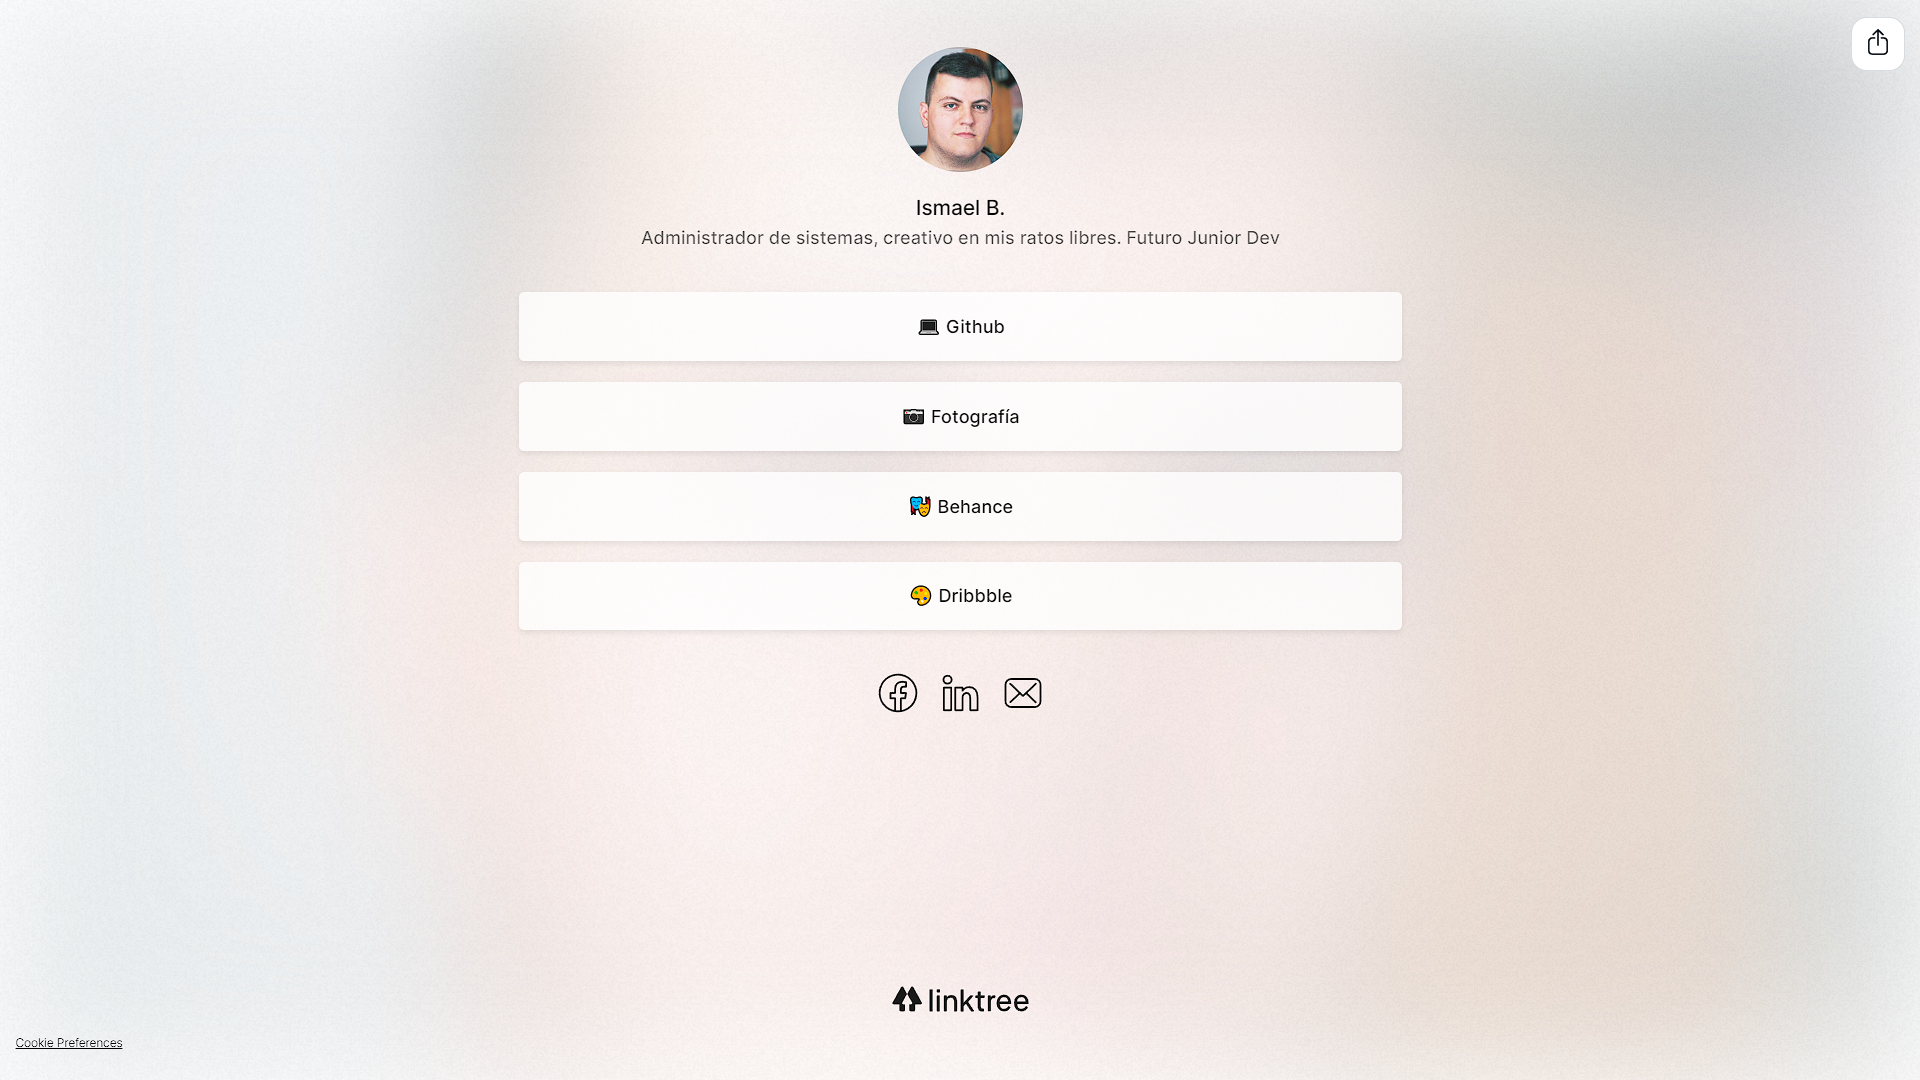 Ismael B.
Administrador de sistemas, creativo en mis ratos libres. Futuro Junior Dev
Github
Fotografía
Behance
Dribbble
linktree
Cookie Preferences